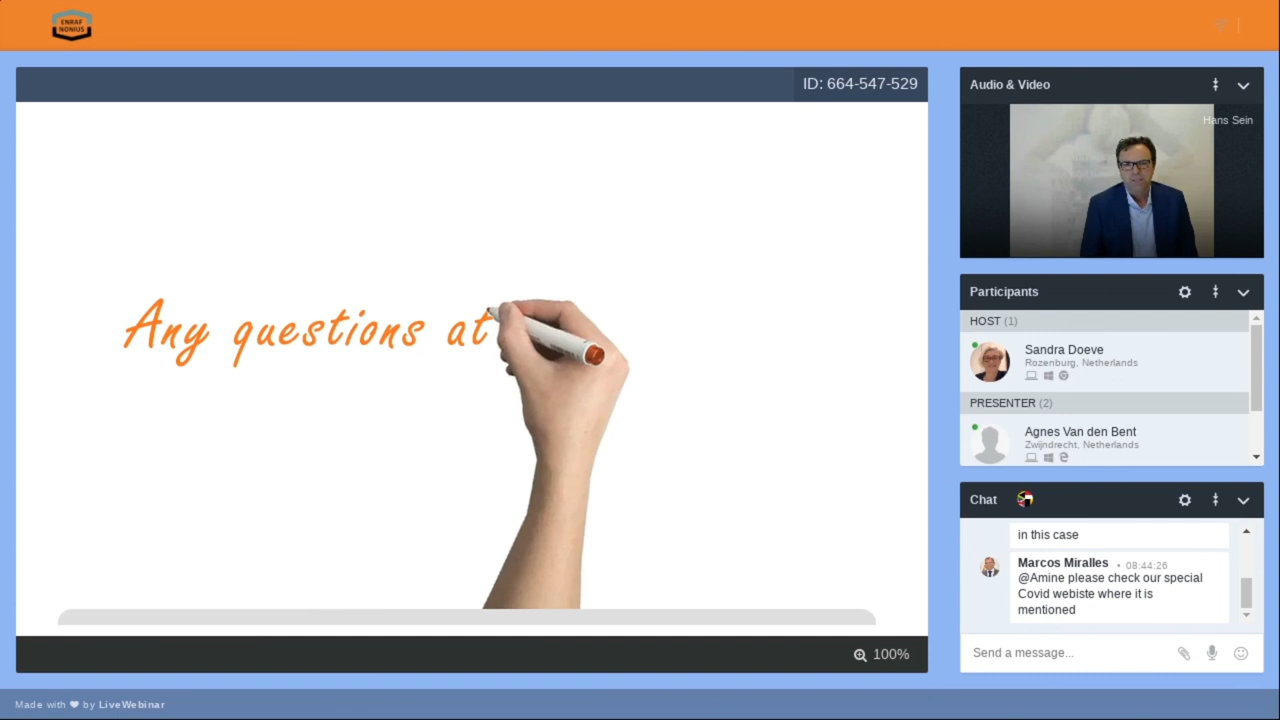 ENRAF
NONIUS
ID: 664-547-529
Any questions at
100%
Audio & Video
Hans Sein
Participants
HOST (1)
Sandra Doeve
Rozenburg, Netherlands
PRESENTER (2)
Agnes Van den Bent
Zwijndrecht, Netherlands
Chat
in this case
Marcos Miralles • 08:44:26
@Amine please check our special
Covid webiste where it is
mentioned
Send a message...
Made with ❤ by LiveWebinar